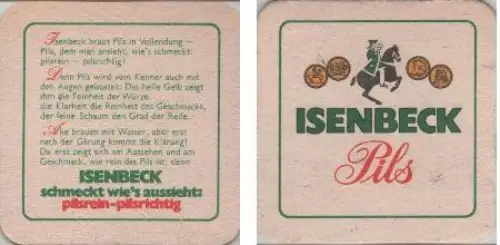 Isenbeck braut Pils in Vollendung –
Pils, dem man ansieht, wie's schmeckt:
pilsrein – pilsrichtig!
Denn Pils wird vom Kenner auch mit
den Augen gekostet: Das helle Gelb zeigt
ihm die Feinheit der Würze,
die Klarheit die Reinheit des Geschmacks,
der feine Schaum den Grad der Reife.
Alle brauen mit Wasser, aber erst
nach der Gärung kommt die Klärung!
Da erst zeigt sich am Aussehen und am
Geschmack, wie rein das Pils ist, denn
ISENBECK
schmeckt wie's aussieht:
pilsrein-pilsrichtig
ISENBECK
Pils